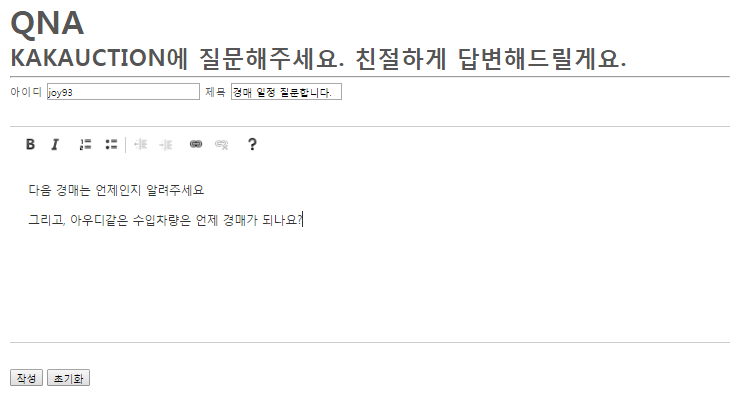 QNA
KAKAUCTION에 질문해주세요. 친절하게 답변해드릴게요.
아이디 joy93 제목 경매 일정 질문합니다.
B I ?
다음 경매는 언제인지 알려주세요
그리고, 아우디같은 수입차량은 언제 경매가 되나요?
작성 초기화